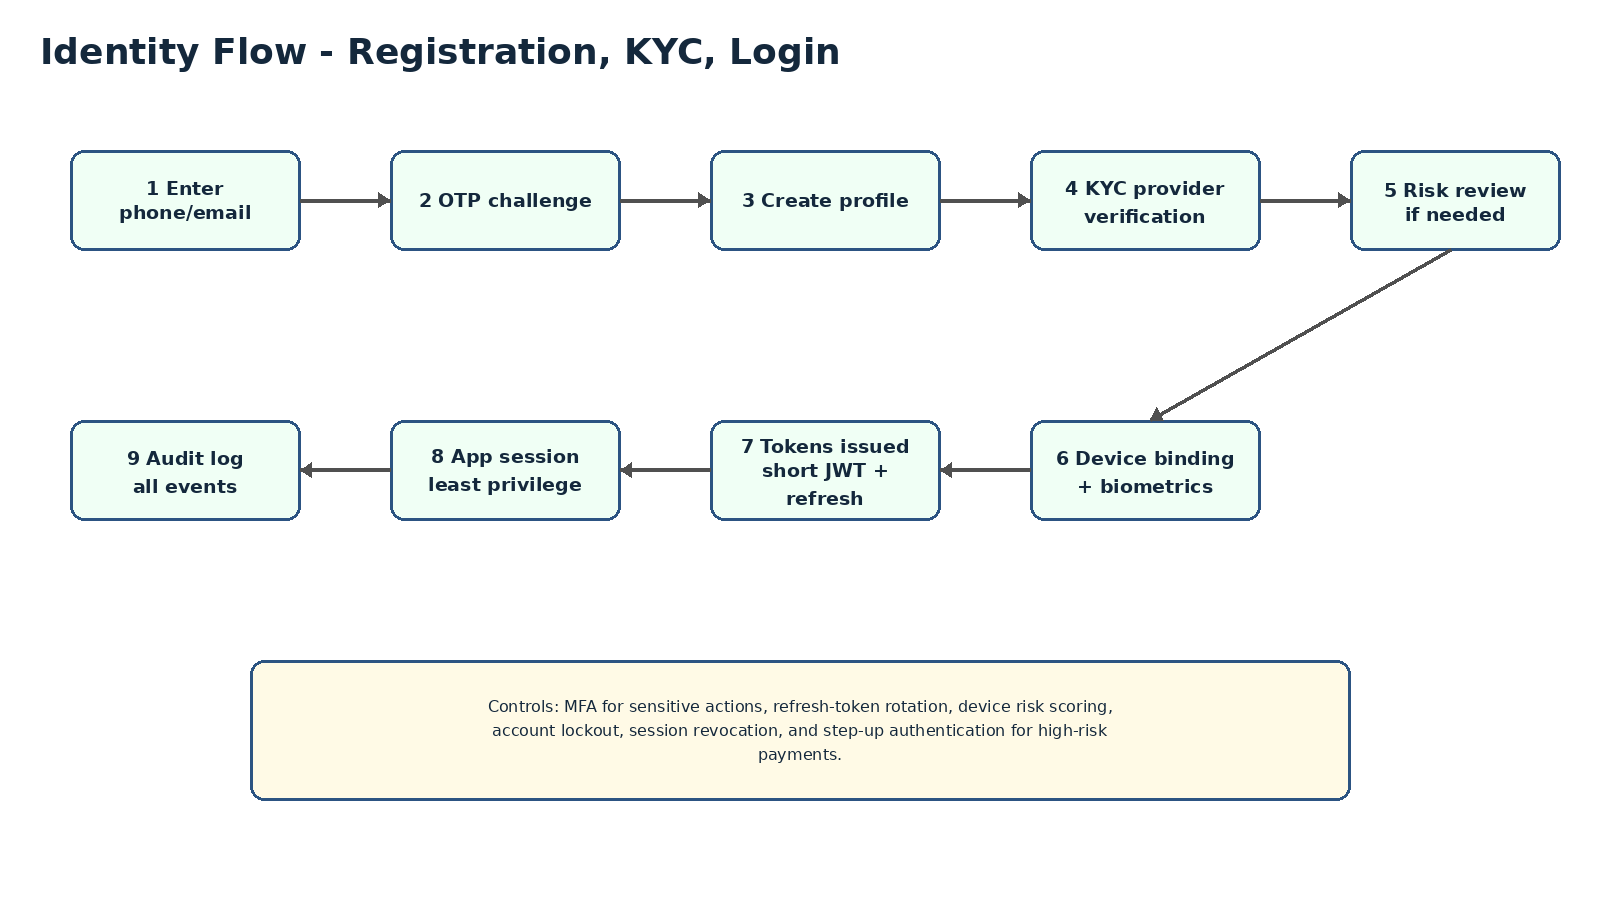 Identity Flow - Registration, KYC, Login
1 Enter
phone/email
2 OTP challenge
3 Create profile
4 KYC provider
verification
5 Risk review
if needed
6 Device binding
+ biometrics
7 Tokens issued
short JWT +
refresh
8 App session
least privilege
9 Audit log
all events
Controls: MFA for sensitive actions, refresh-token rotation, device risk scoring,
account lockout, session revocation, and step-up authentication for high-risk
payments.